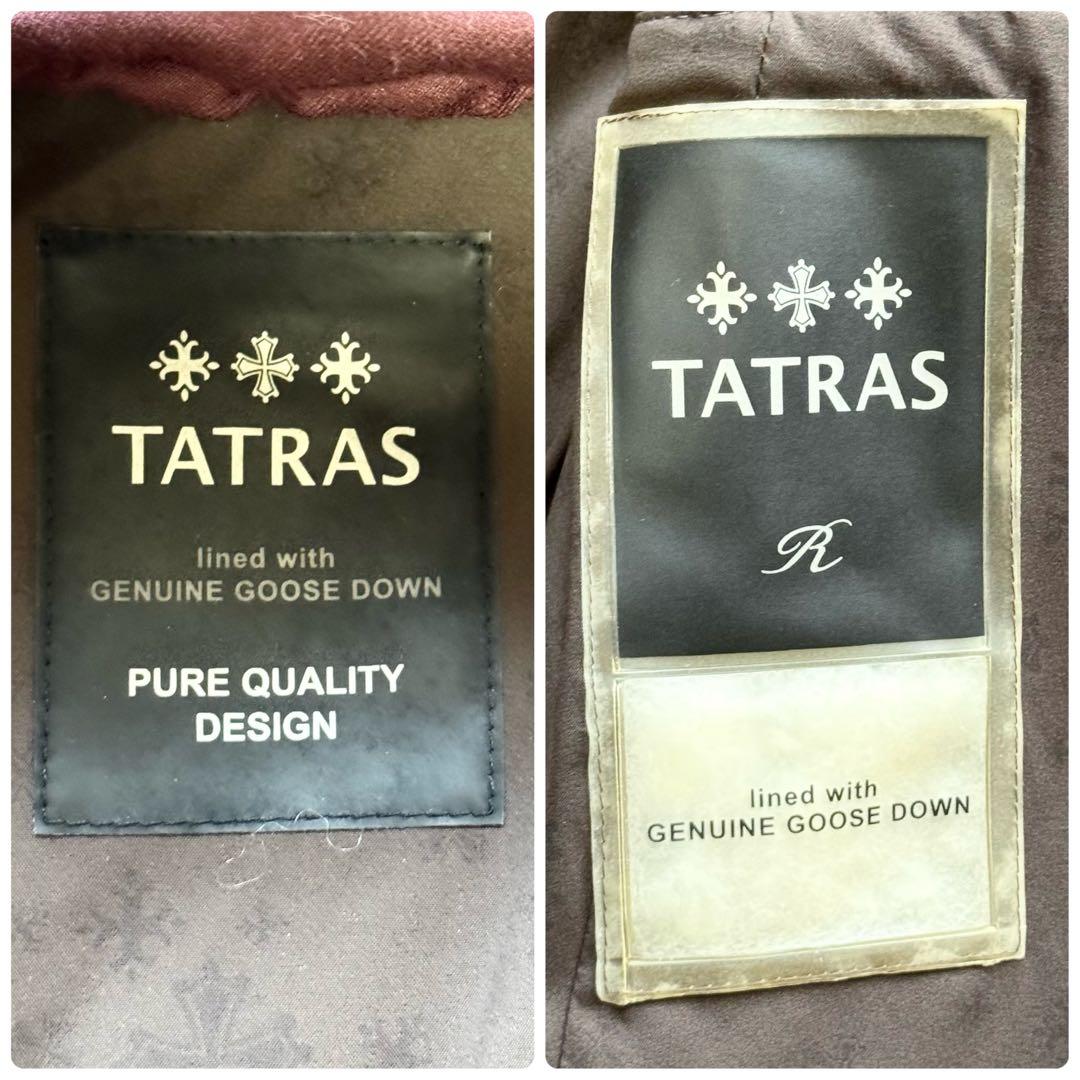 TATRAS
lined with
GENUINE GOOSE DOWN
PURE QUALITY
DESIGN
TATRAS
R
lined with
GENUINE GOOSE DOWN